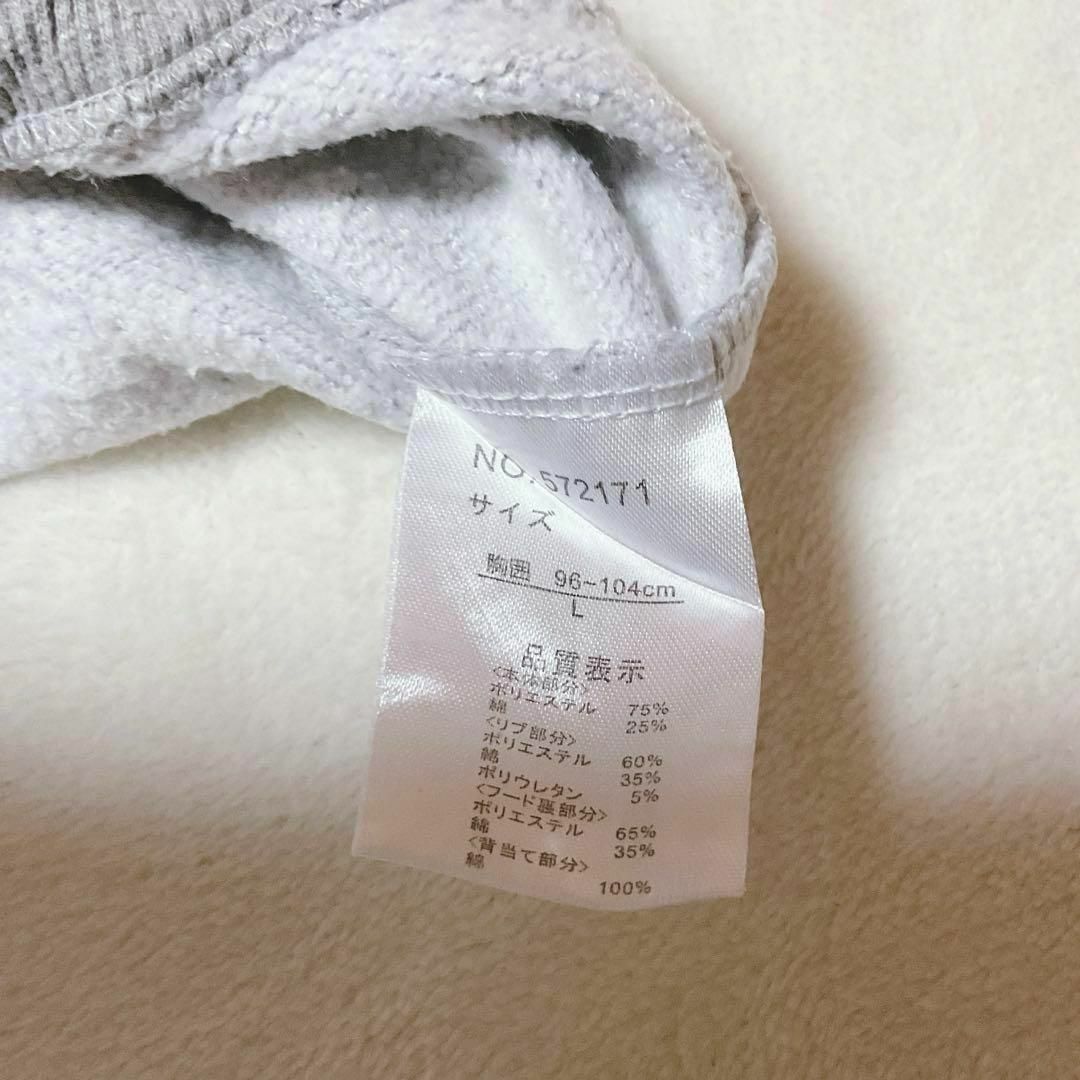 NO.572171
サイズ
胸囲 96~104cm
L
品質表示
<本体部分>
ポリエステル 75%
綿 25%
<リブ部分>
ポリエステル 60%
綿 35%
ポリウレタン 5%
<フード裏部分>
ポリエステル 65%
綿 35%
<背当て部分>
綿 100%